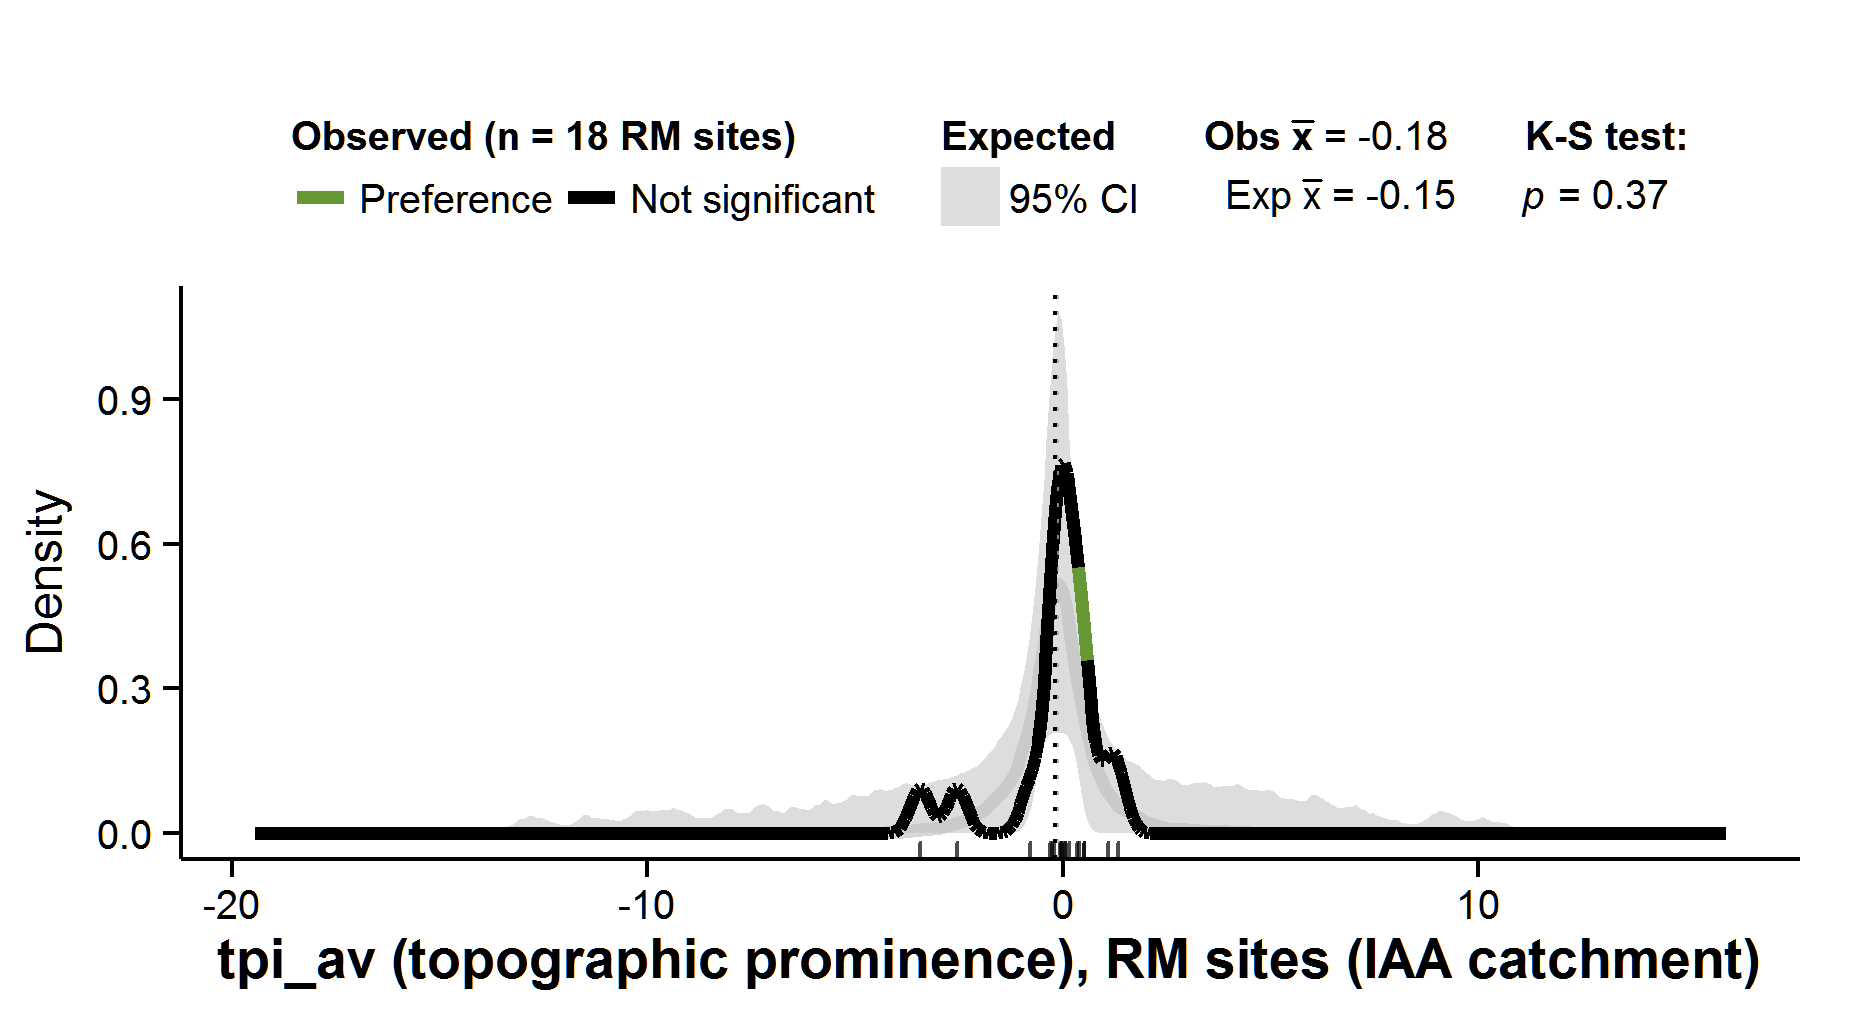 Observed (n = 18 RM sites) Expected Obs x̅ = -0.18 K-S test:
Preference Not significant 95% CI Exp x̅ = -0.15 p = 0.37
Density
0.9
0.6
0.3
0.0
-20 -10 0 10
tpi_av (topographic prominence), RM sites (IAA catchment)